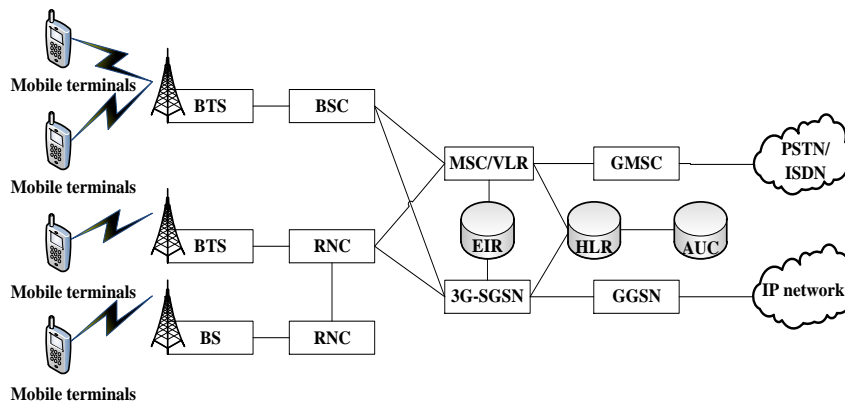 Mobile terminals
BTS
BSC
Mobile terminals
MSC/VLR
GMSC
PSTN/
ISDN
BTS
RNC
EIR
HLR
AUC
Mobile terminals
3G-SGSN
GGSN
IP network
BS
RNC
Mobile terminals